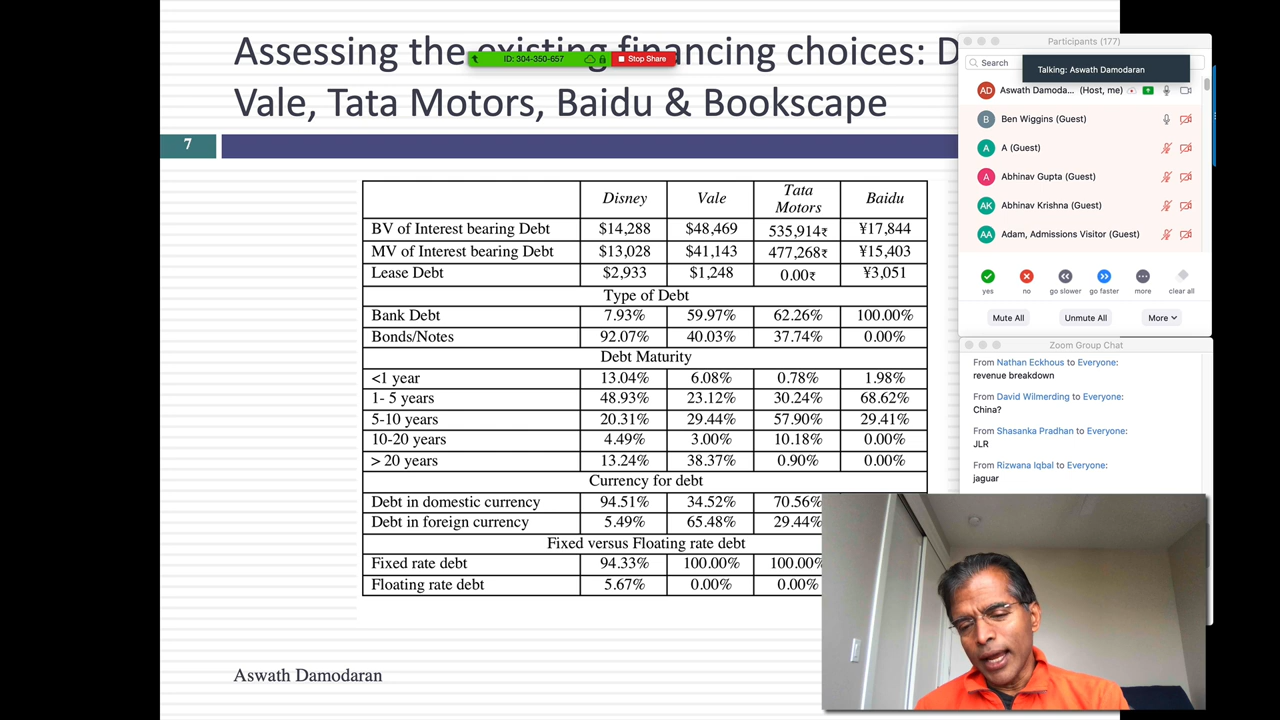 Assessing the existing financing choices: D
Vale, Tata Motors, Baidu & Bookscape
ID: 304-350-657 Stop Share
7
Disney Vale Tata Motors Baidu
BV of Interest bearing Debt $14,288 $48,469 535,914₹ ¥17,844
MV of Interest bearing Debt $13,028 $41,143 477,268₹ ¥15,403
Lease Debt $2,933 $1,248 0.00₹ ¥3,051
Type of Debt
Bank Debt 7.93% 59.97% 62.26% 100.00%
Bonds/Notes 92.07% 40.03% 37.74% 0.00%
Debt Maturity
<1 year 13.04% 6.08% 0.78% 1.98%
1- 5 years 48.93% 23.12% 30.24% 68.62%
5-10 years 20.31% 29.44% 57.90% 29.41%
10-20 years 4.49% 3.00% 10.18% 0.00%
> 20 years 13.24% 38.37% 0.90% 0.00%
Currency for debt
Debt in domestic currency 94.51% 34.52% 70.56%
Debt in foreign currency 5.49% 65.48% 29.44%
Fixed versus Floating rate debt
Fixed rate debt 94.33% 100.00% 100.00%
Floating rate debt 5.67% 0.00% 0.00%
Aswath Damodaran
Participants (177)
Search
Talking: Aswath Damodaran
AD Aswath Damoda... (Host, me)
B Ben Wiggins (Guest)
A A (Guest)
A Abhinav Gupta (Guest)
AK Abhinav Krishna (Guest)
AA Adam, Admissions Visitor (Guest)
yes no go slower go faster more clear all
Mute All Unmute All More
Zoom Group Chat
From Nathan Eckhous to Everyone:
revenue breakdown
From David Wilmerding to Everyone:
China?
From Shasanka Pradhan to Everyone:
JLR
From Rizwana Iqbal to Everyone:
jaguar